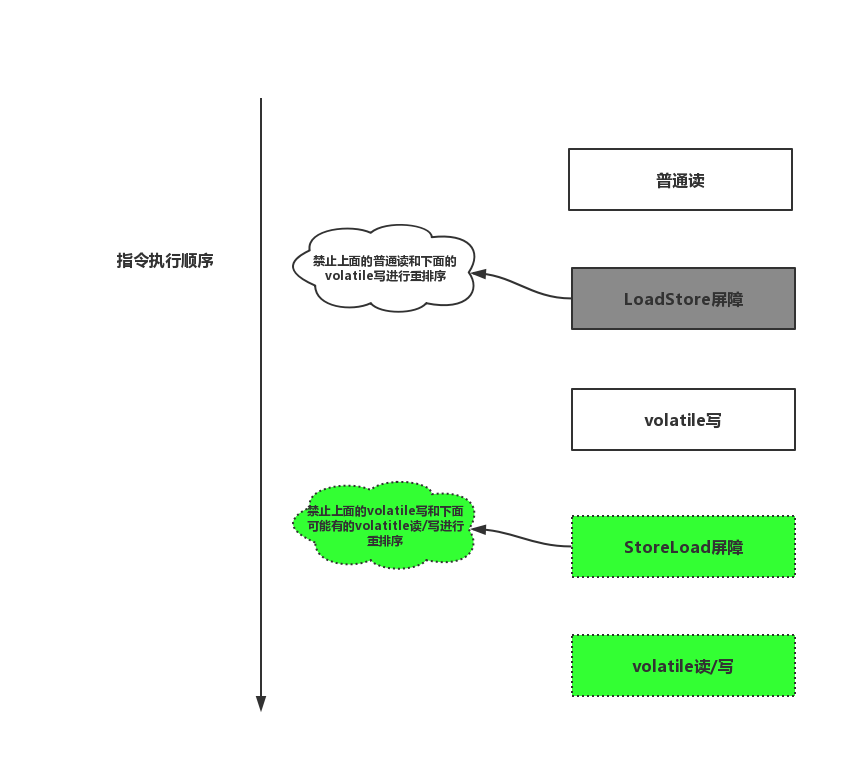 普通读
指令执行顺序
禁止上面的普通读和下面的
volatile写进行重排序
LoadStore屏障
volatile写
禁止上面的volatile写和下面
可能有的volatitle读/写进行
重排序
StoreLoad屏障
volatile读/写